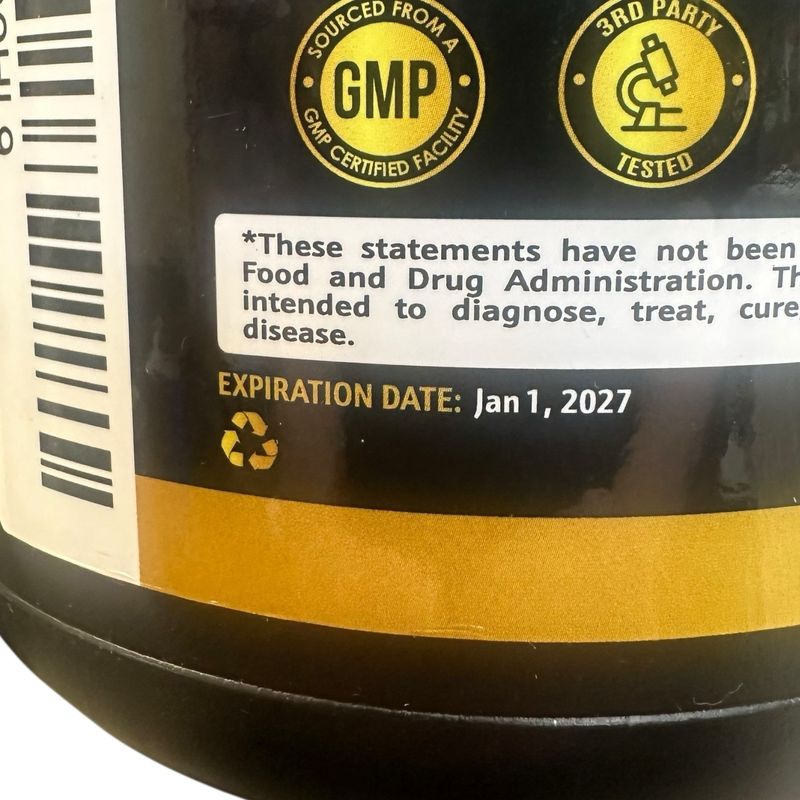 SOURCED FROM A
GMP
GMP CERTIFIED FACILITY
3RD PARTY
TESTED
*These statements have not been
Food and Drug Administration.
intended to diagnose, treat, cure,
disease.
EXPIRATION DATE: Jan 1, 2027